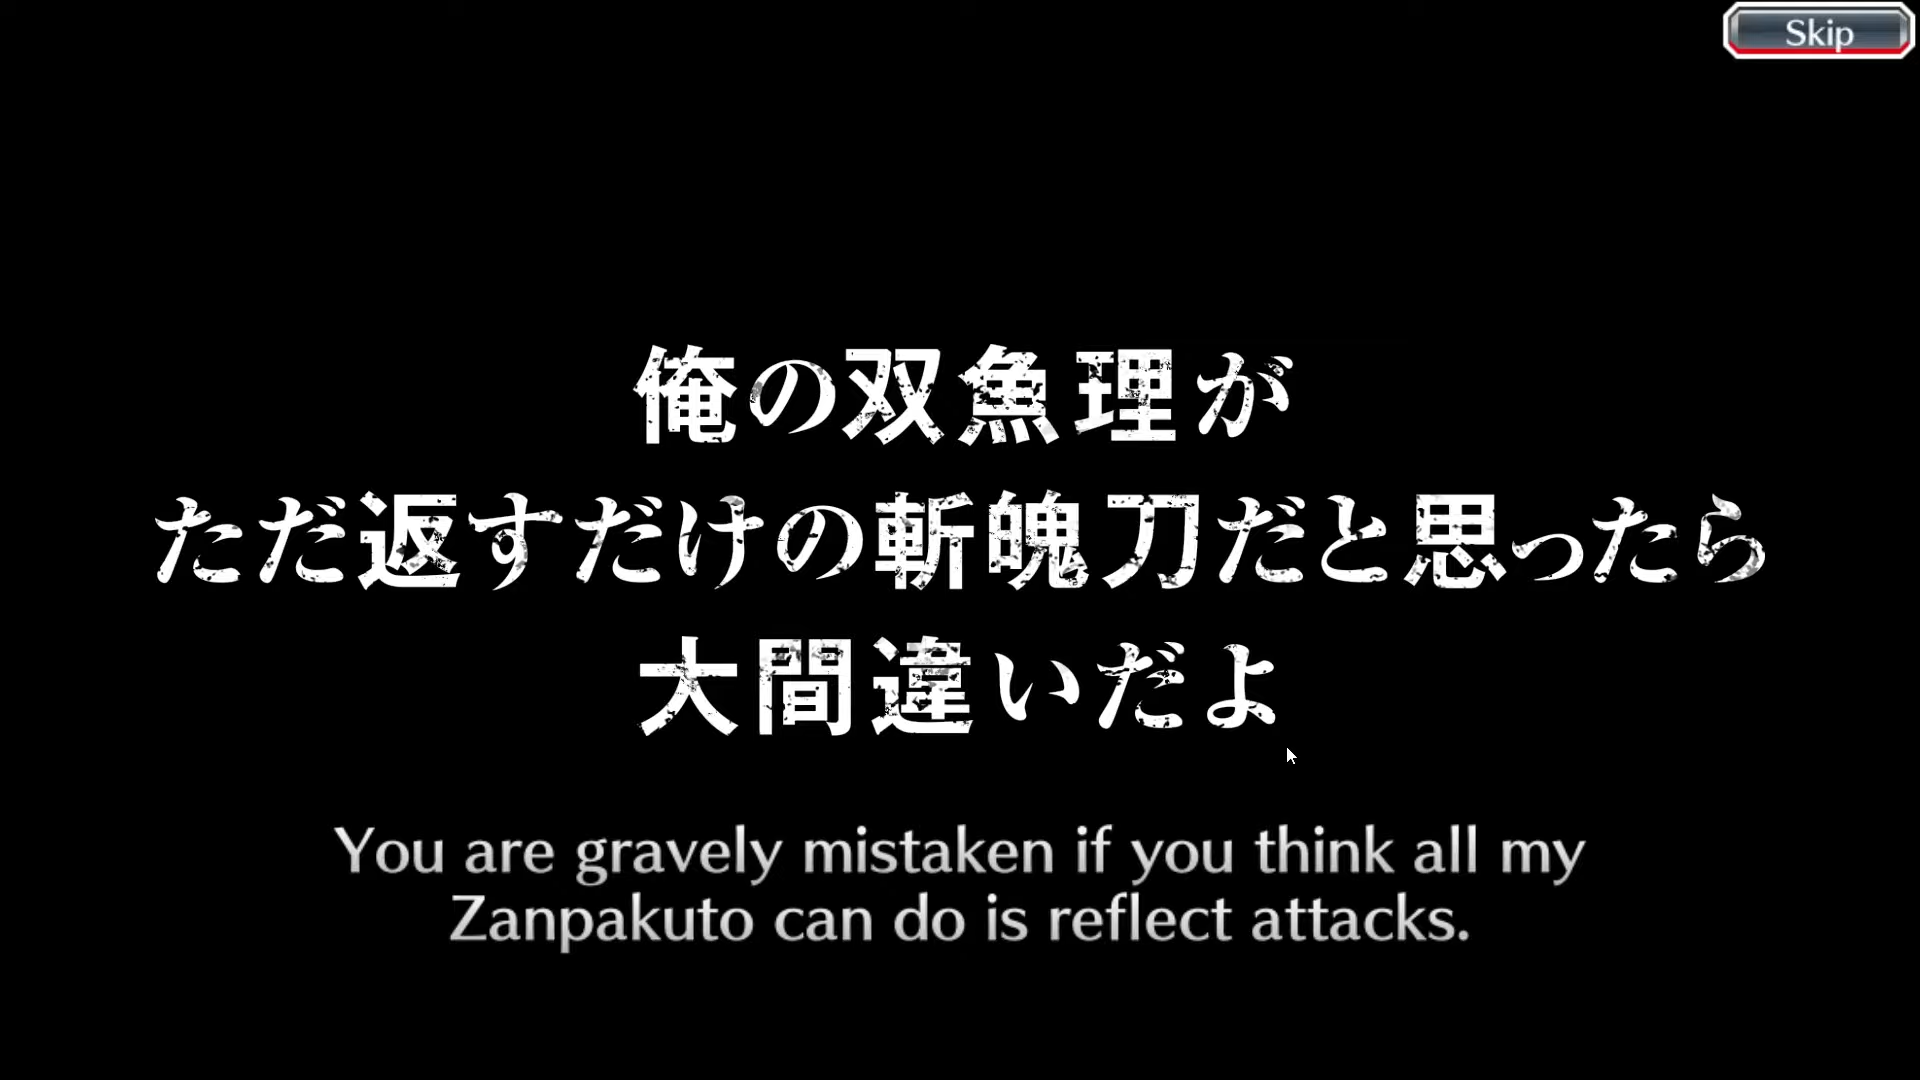 Skip
俺の双魚理が
ただ返すだけの斬魄刀だと思ったら
大間違いだよ
You are gravely mistaken if you think all my
Zanpakuto can do is reflect attacks.